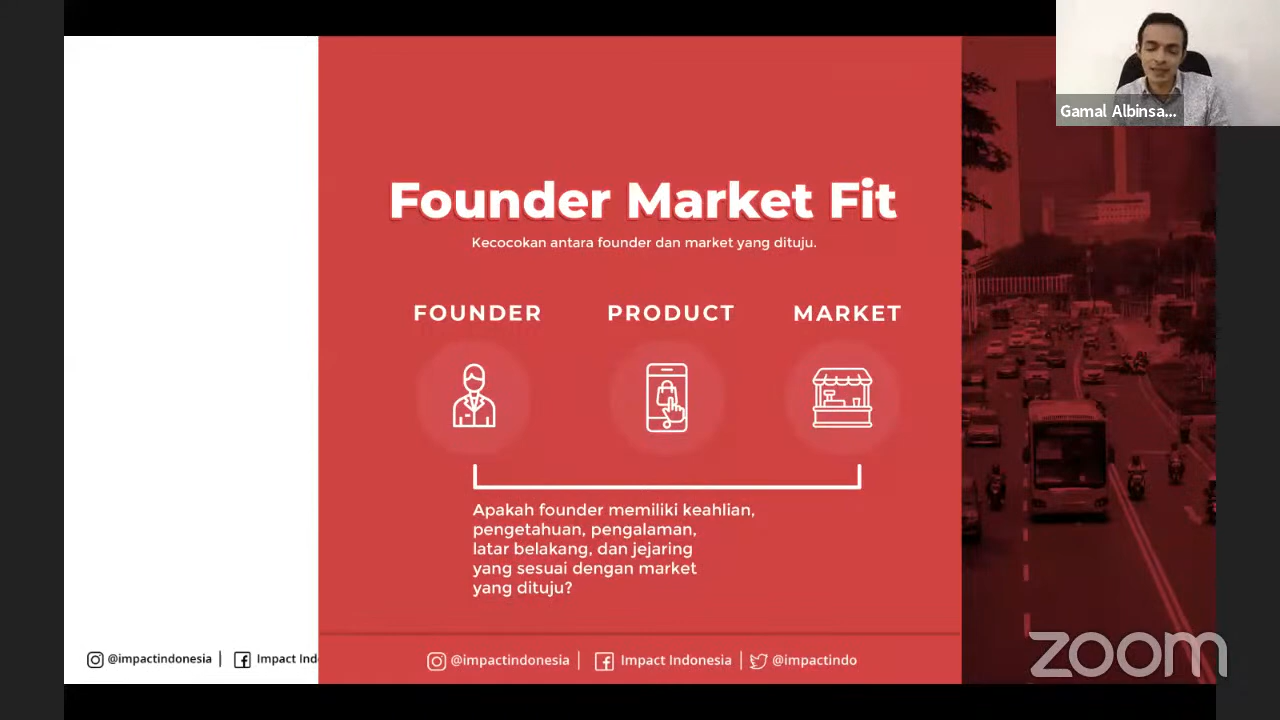 Gamal Albinsa...
Founder Market Fit
Kecocokan antara founder dan market yang dituju.
FOUNDER
PRODUCT
MARKET
Apakah founder memiliki keahlian,
pengetahuan, pengalaman,
latar belakang, dan jejaring
yang sesuai dengan market
yang dituju?
@impactindonesia | Impact Ind
@impactindonesia | Impact Indonesia | @impactindo
zoom